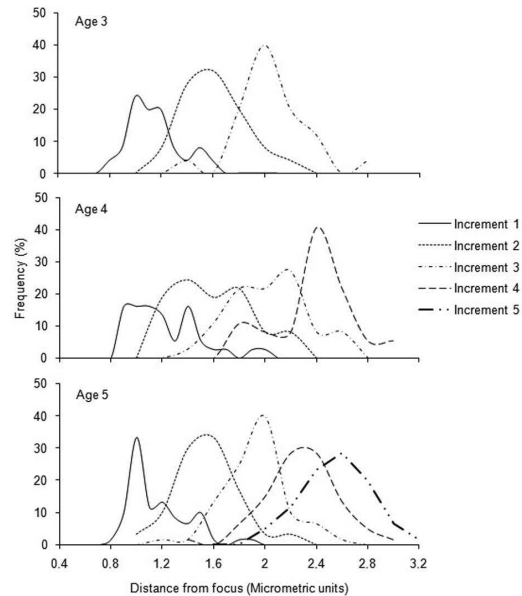 50
Age 3
40
30
20
10
0
50
Age 4
40
30
20
10
0
Frequency (%)
Increment 1
Increment 2
Increment 3
Increment 4
Increment 5
50
Age 5
40
30
20
10
0
0.4 0.8 1.2 1.6 2 2.4 2.8 3.2
Distance from focus (Micrometric units)